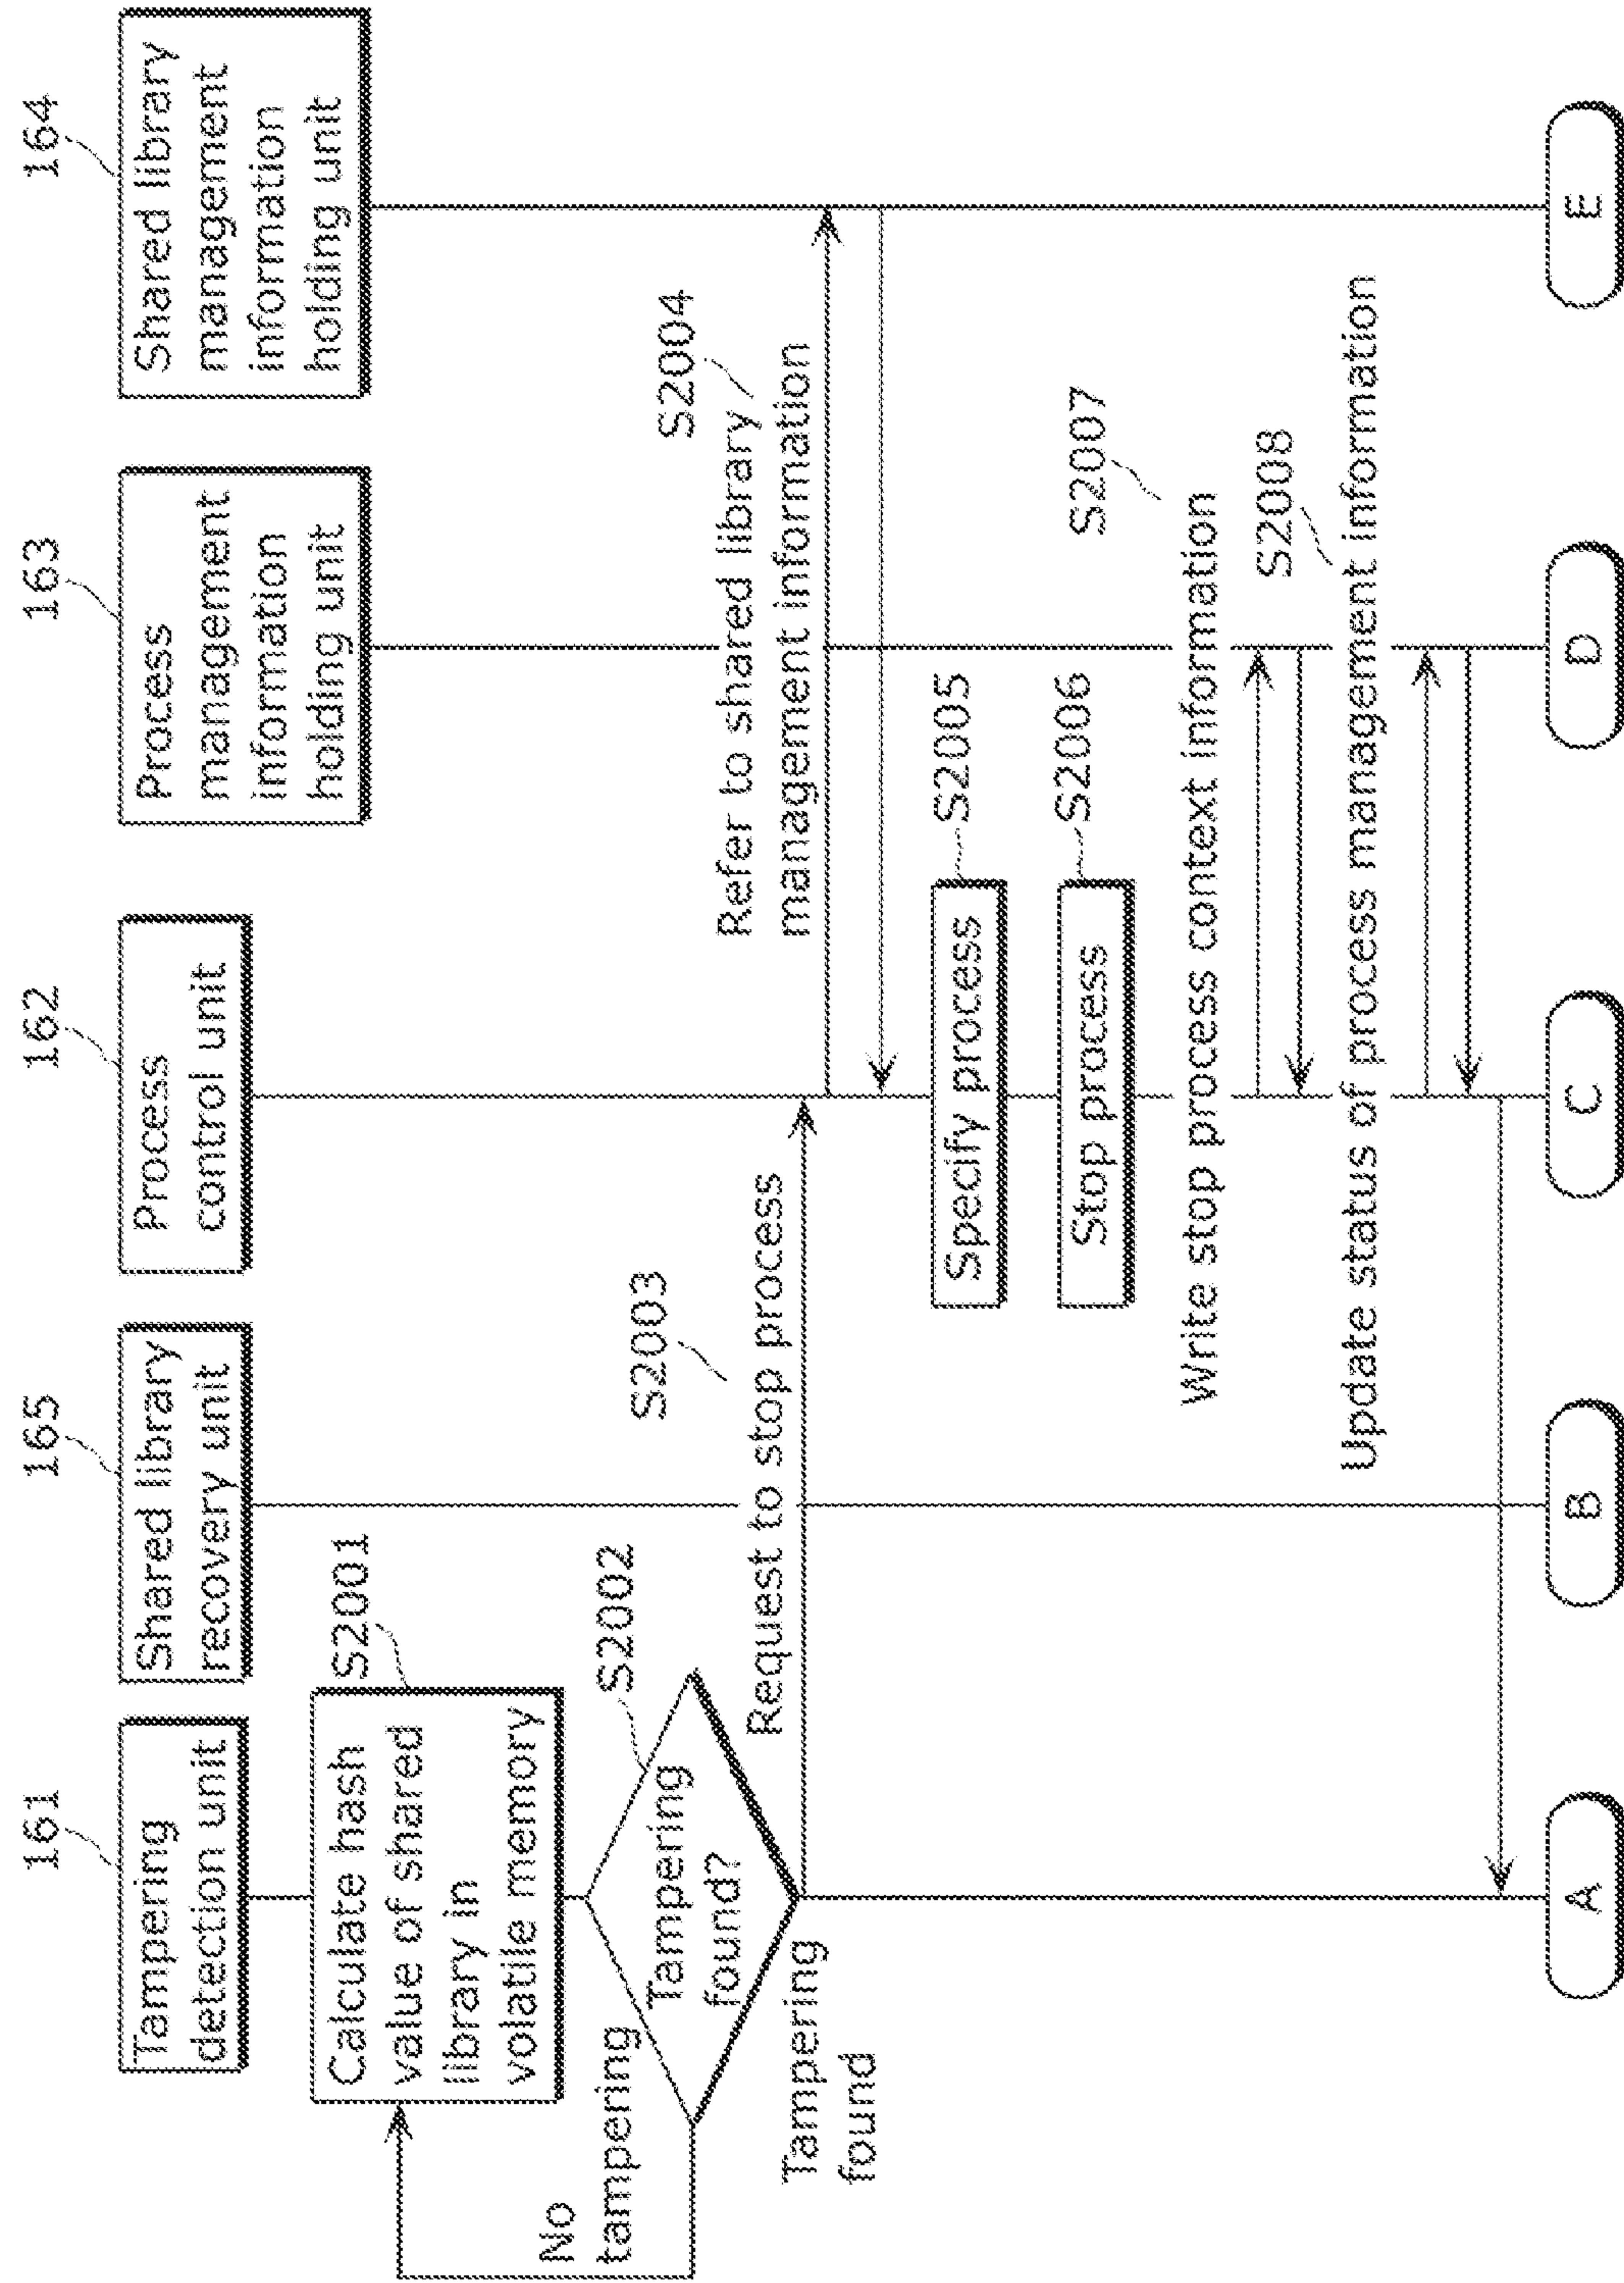 161
165
162
163
164
Tampering
detection unit
Shared library
recovery unit
Process
control unit
Process
management
information
holding unit
Shared library
management
information
holding unit
Calculate hash
value of shared
library in
volatile memory
S2001
No
tampering
Tampering
found?
S2002
Tampering
found
S2003
Request to stop process
S2004
Refer to shared library
management information
Specify process
S2005
Stop process
S2006
S2007
Write stop process context information
S2008
Update status of process management information
A
B
C
D
E